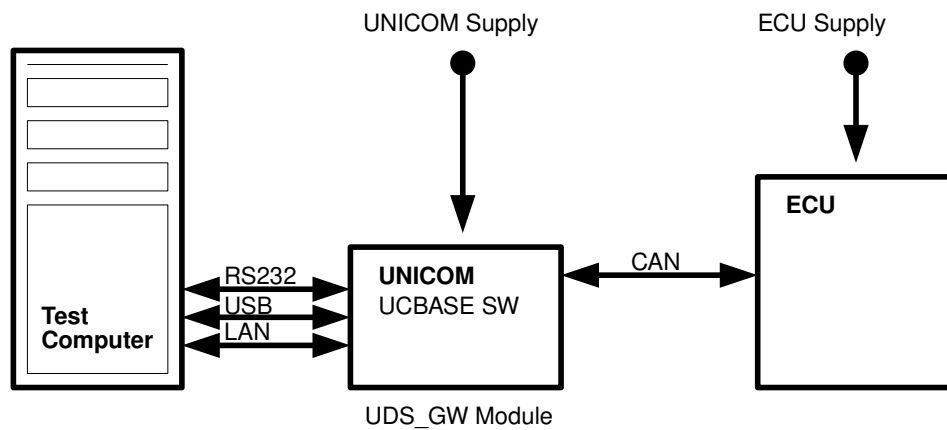 UNICOM Supply
ECU Supply
ECU
RS232
USB
LAN
Test
Computer
UNICOM
UCBASE SW
CAN
UDS_GW Module